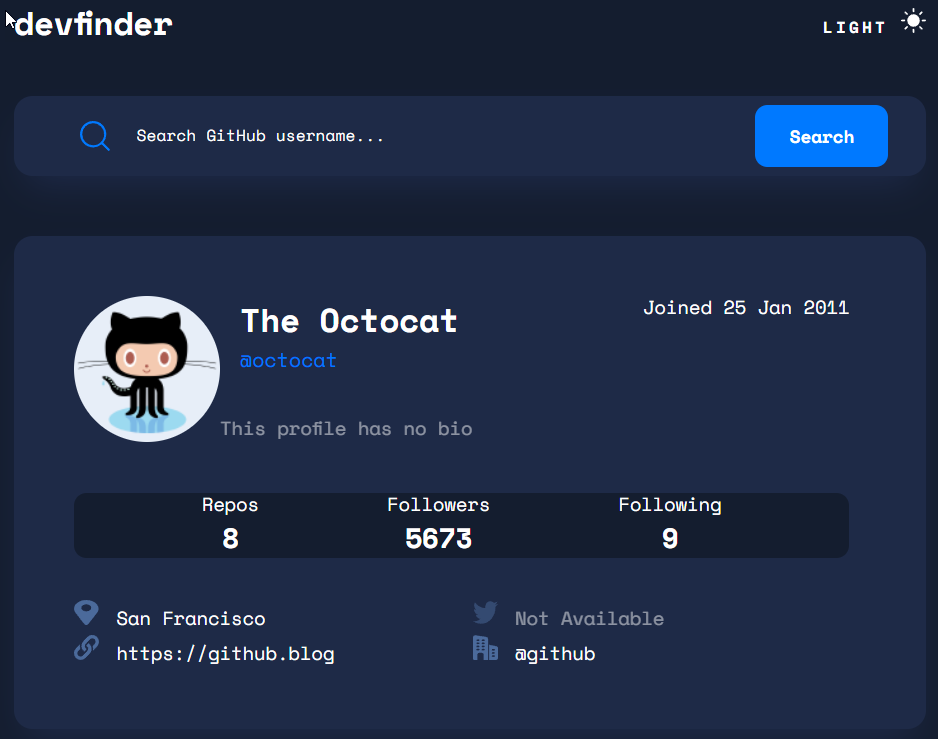 devfinder
LIGHT
Search GitHub username...
Search
The Octocat
Joined 25 Jan 2011
@octocat
This profile has no bio
Repos Followers Following
8 5673 9
San Francisco Not Available
https://github.blog @github